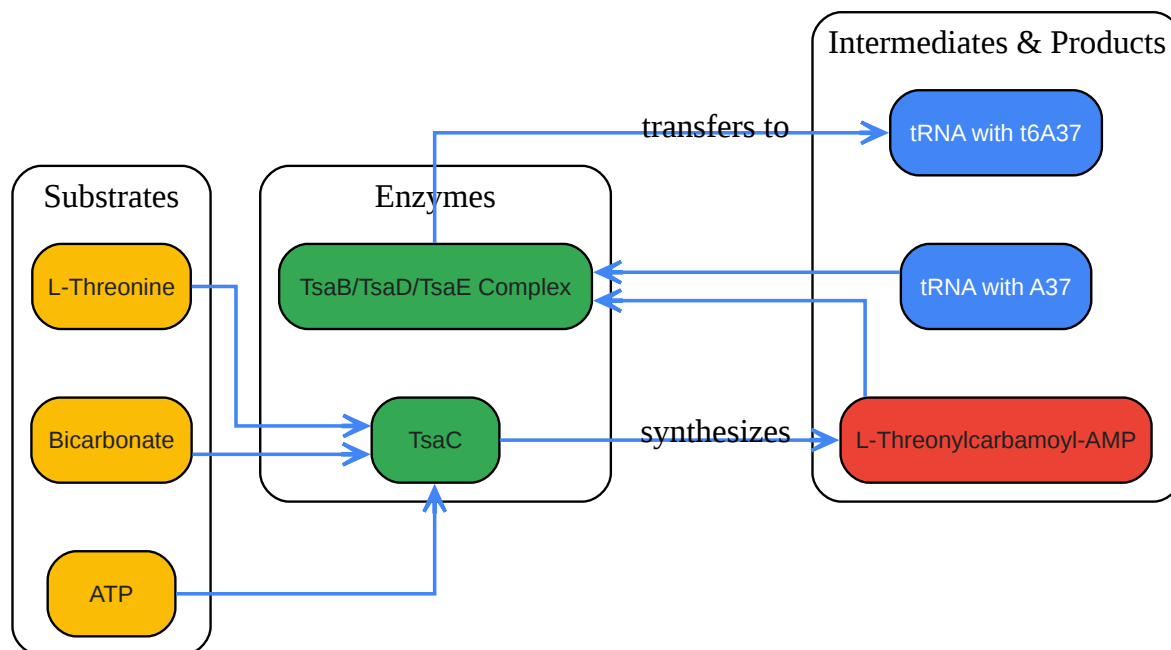 Substrates
L-Threonine
Bicarbonate
ATP
Enzymes
TsaB/TsaD/TsaE Complex
TsaC
transfers to
synthesizes
Intermediates & Products
tRNA with t6A37
tRNA with A37
L-Threonylcarbamoyl-AMP